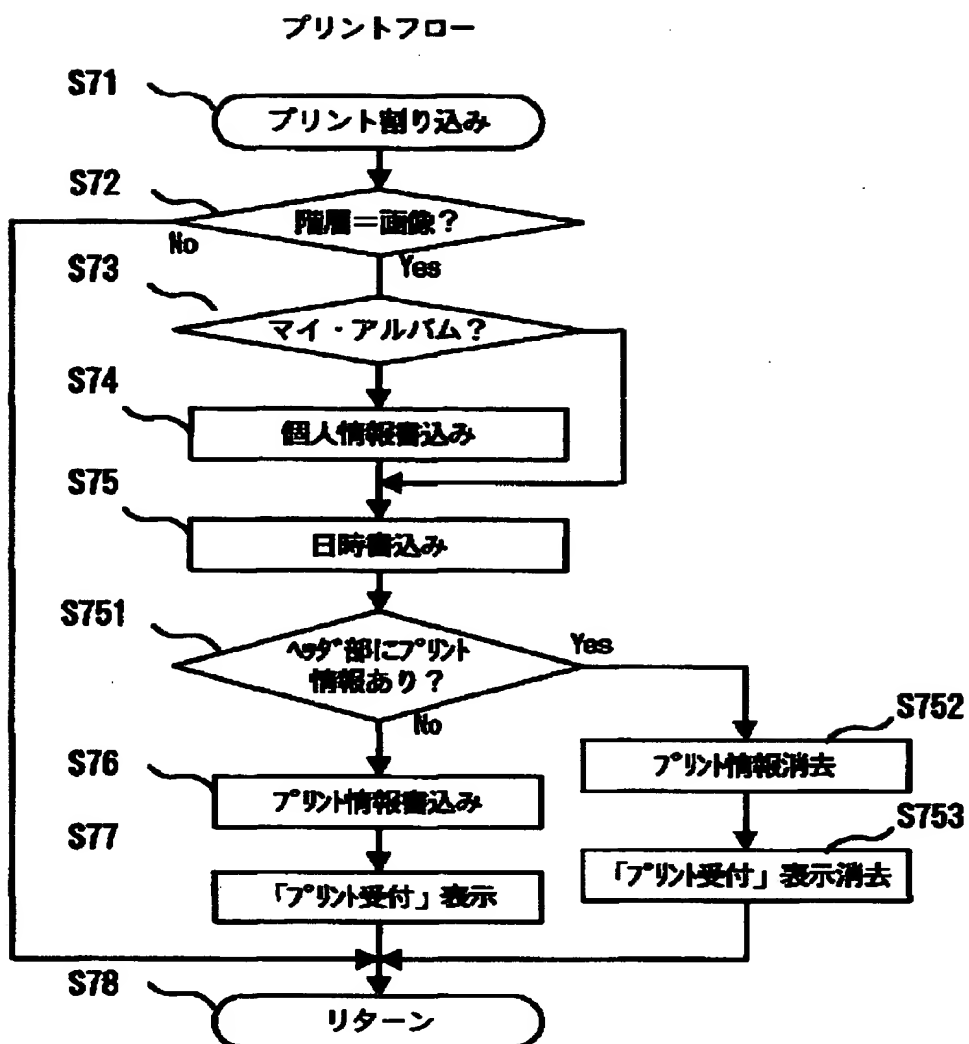 プリントフロー
S71
プリント割り込み
S72
階層=画像?
No
Yes
S73
マイ・アルバム?
S74
個人情報書込み
S75
日時書込み
S751
ヘッダ部にプリント
情報あり?
Yes
No
S752
プリント情報消去
S76
プリント情報書込み
S753
「プリント受付」表示消去
S77
「プリント受付」表示
S78
リターン